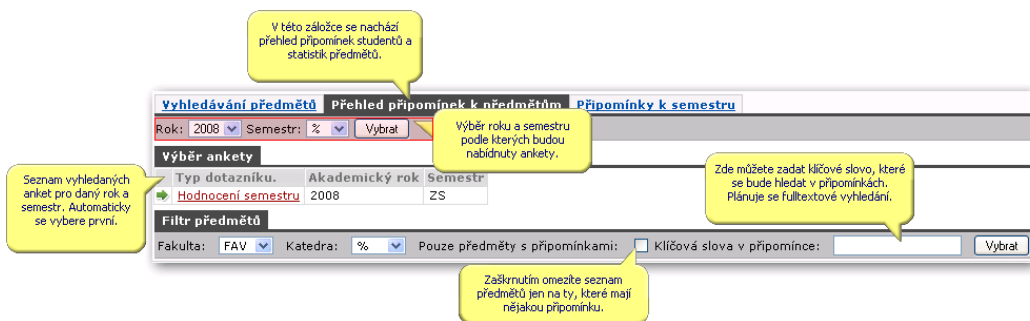 V této záložce se nachází
přehled připomínek studentů a
statistik předmětů.
Vyhledávání předmětů Přehled připomínek k předmětům Připomínky k semestru
Rok: 2008 Semestr: % Vybrat
Výběr roku a semestru
podle kterých budou
nabídnuty ankety.
Výběr ankety
Typ dotazníku. Akademický rok Semestr
Hodnocení semestru 2008 ZS
Seznam vyhledaných
anket pro daný rok a
semestr. Automaticky
se vybere první.
Zde můžete zadat klíčové slovo, které
se bude hledat v připomínkách.
Plánuje se fulltextové vyhledání.
Filtr předmětů
Fakulta: FAV Katedra: % Pouze předměty s připomínkami: Klíčová slova v připomínce: Vybrat
Zaškrnutím omezíte seznam
předmětů jen na ty, které mají
nějakou připomínku.